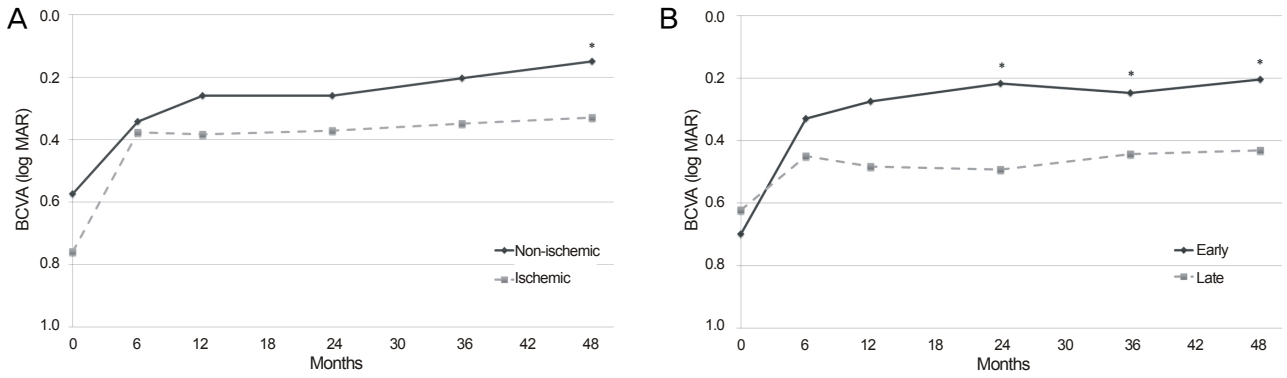 A
BCVA (log MAR)
0.0
0.2
0.4
0.6
0.8
1.0
*
Non-ischemic
Ischemic
0 6 12 18 24 30 36 42 48
Months
B
BCVA (log MAR)
0.0
0.2
0.4
0.6
0.8
1.0
* * *
Early
Late
0 6 12 18 24 30 36 42 48
Months